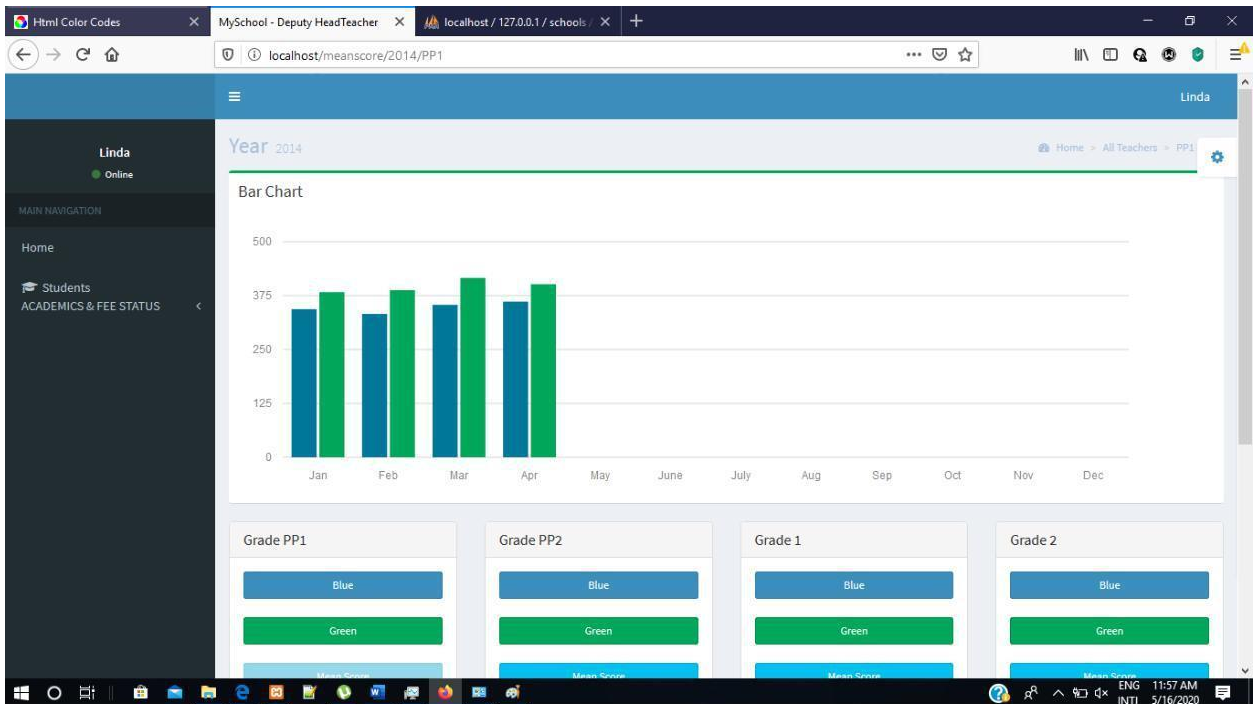 Html Color Codes
MySchool - Deputy HeadTeacher
localhost / 127.0.0.1 / schools /
localhost/meanscore/2014/PP1
Linda
Linda
Online
MAIN NAVIGATION
Home
Students
ACADEMICS & FEE STATUS
Year 2014
Home > All Teachers > PP1
Bar Chart
500
375
250
125
0
Jan Feb Mar Apr May June July Aug Sep Oct Nov Dec
Grade PP1 Grade PP2 Grade 1 Grade 2
Blue Blue Blue Blue
Green Green Green Green
Mean Score Mean Score Mean Score Mean Score
ENG 11:57 AM
INTL 5/16/2020